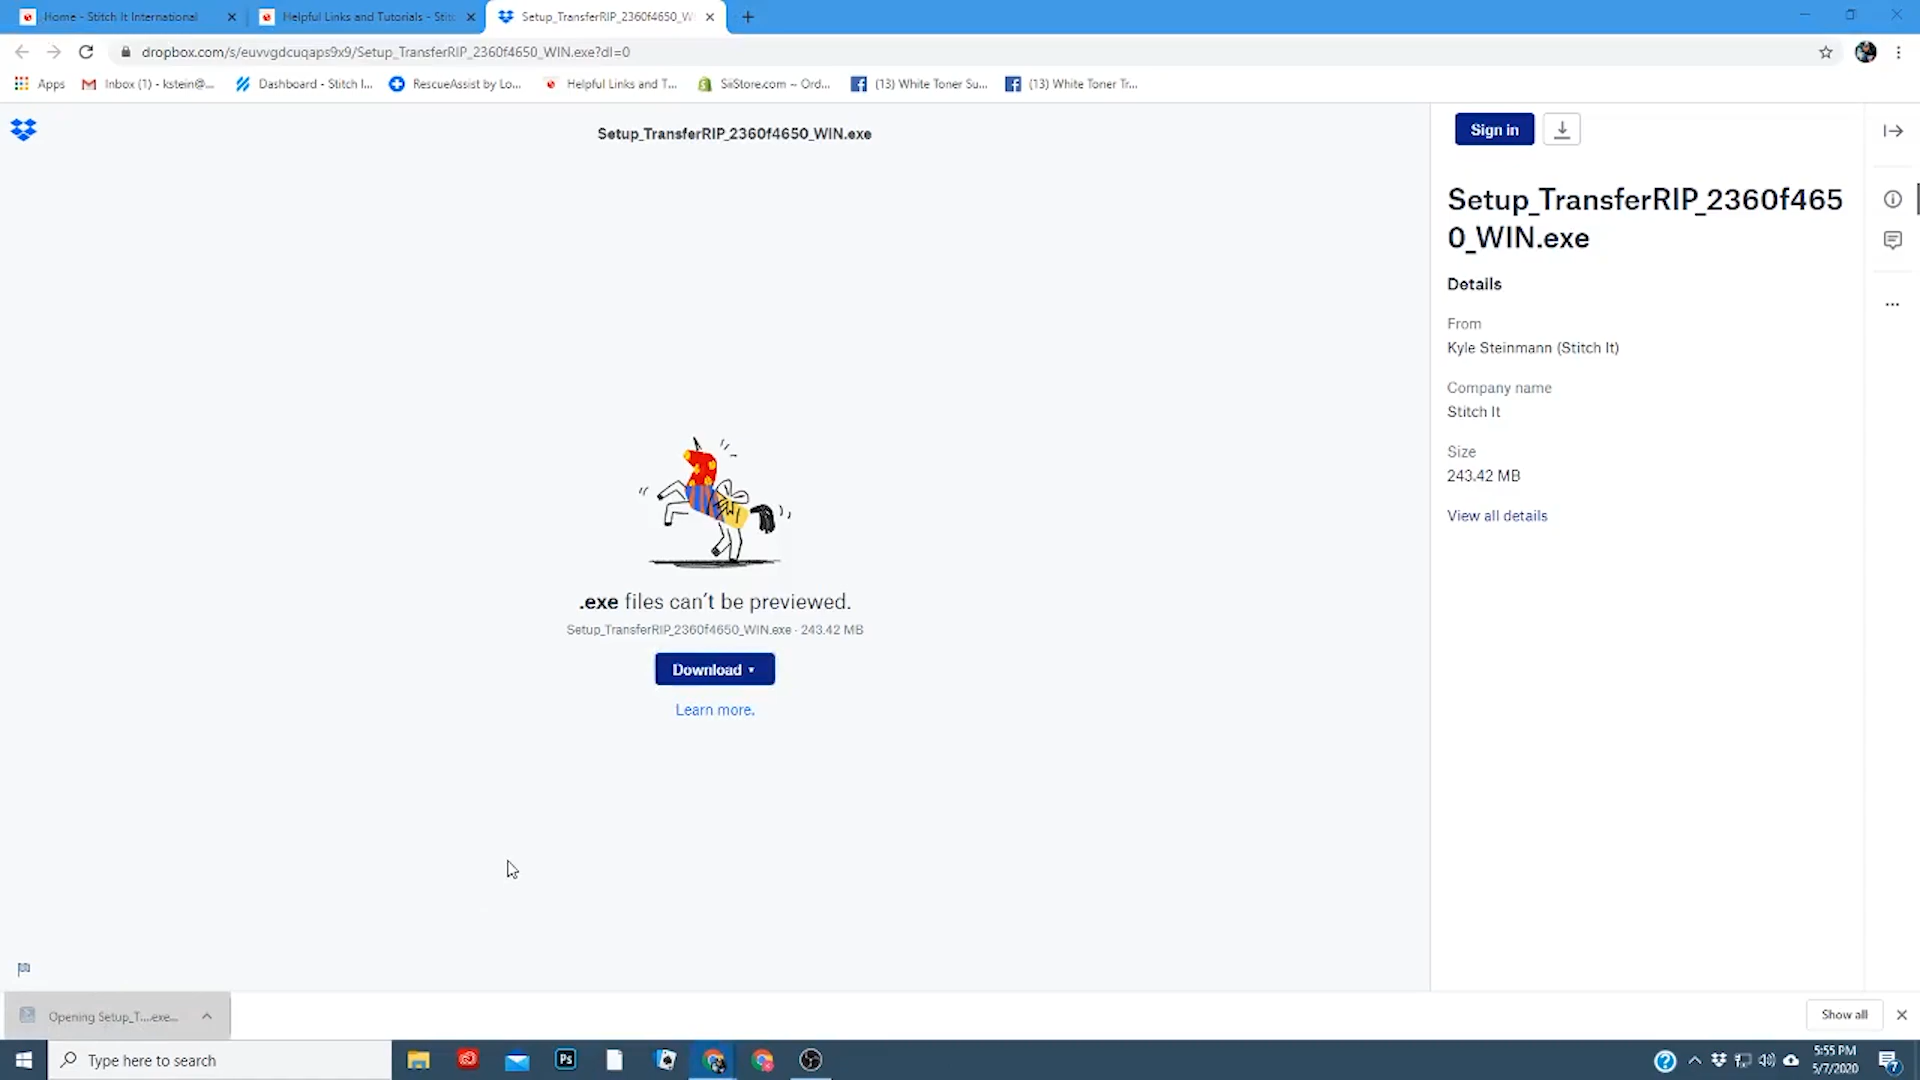 Home - Stitch It International
Helpful Links and Tutorials - Stitc
Setup_TransferRIP_2360f4650_W
dropbox.com/s/euvvgdcuqaps9x9/Setup_TransferRIP_2360f4650_WIN.exe?dl=0
Apps
Inbox (1) - kstein@...
Dashboard - Stitch I...
RescueAssist by Lo...
Helpful Links and T...
SiiStore.com ~ Ord...
(13) White Toner Su...
(13) White Toner Tr...
Setup_TransferRIP_2360f4650_WIN.exe
Sign in
Setup_TransferRIP_2360f465
0_WIN.exe
Details
From
Kyle Steinmann (Stitch It)
Company name
Stitch It
Size
243.42 MB
View all details
.exe files can't be previewed.
Setup_TransferRIP_2360f4650_WIN.exe · 243.42 MB
Download
Learn more.
Opening Setup_T....exe...
Show all
Type here to search
Ps
5:55 PM
5/7/2020
7